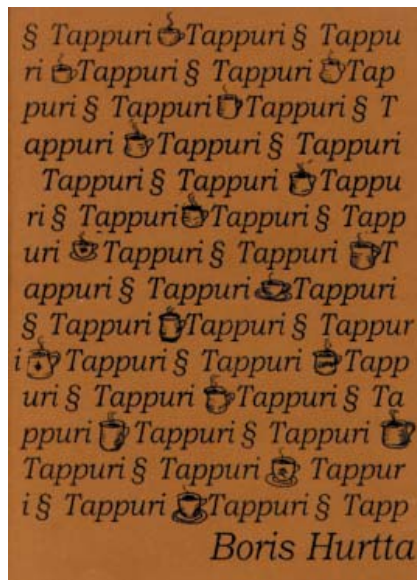 § Tappuri Tappuri § Tappu
ri Tappuri § Tappuri Tap
puri § Tappuri Tappuri § T
appuri Tappuri § Tappuri
Tappuri § Tappuri Tappu
ri § Tappuri Tappuri § Tapp
uri Tappuri § Tappuri T
appuri § Tappuri Tappuri
§ Tappuri Tappuri § Tappur
i Tappuri § Tappuri Tapp
uri § Tappuri Tappuri § Ta
ppuri Tappuri § Tappuri
Tappuri § Tappuri Tappur
i § Tappuri Tappuri § Tapp
Boris Hurtta